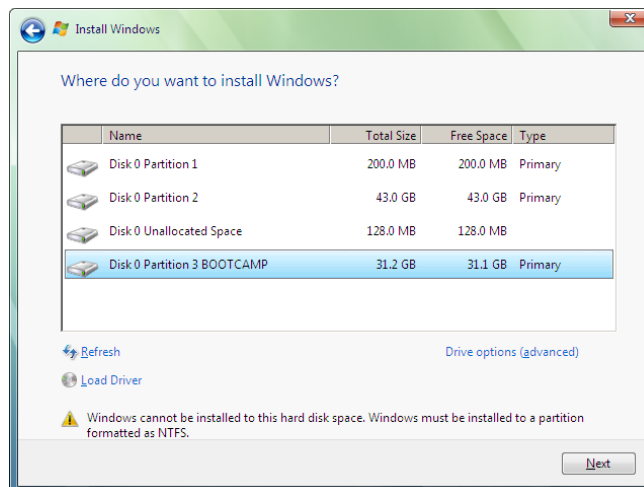 Install Windows
Where do you want to install Windows?
Name Total Size Free Space Type
Disk 0 Partition 1 200.0 MB 200.0 MB Primary
Disk 0 Partition 2 43.0 GB 43.0 GB Primary
Disk 0 Unallocated Space 128.0 MB 128.0 MB
Disk 0 Partition 3 BOOTCAMP 31.2 GB 31.1 GB Primary
Refresh Drive options (advanced)
Load Driver
Windows cannot be installed to this hard disk space. Windows must be installed to a partition
formatted as NTFS.
Next